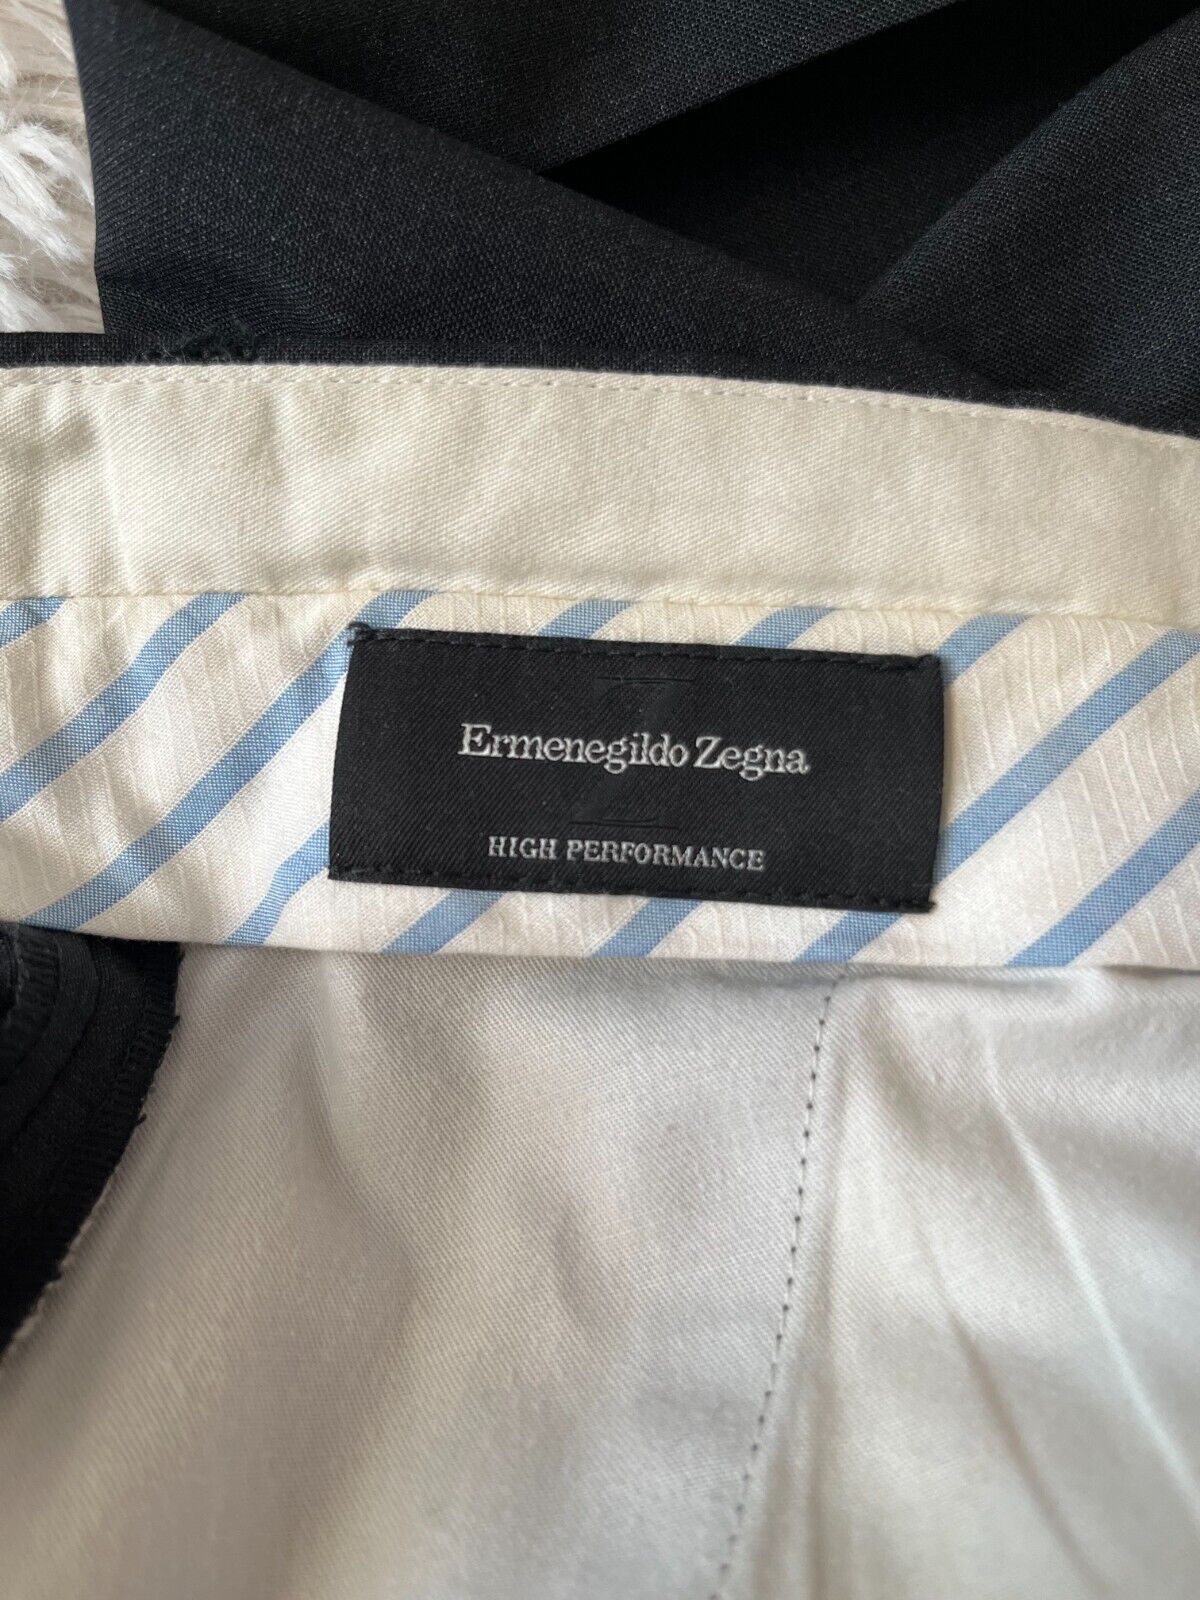 Ermenegildo Zegna
HIGH PERFORMANCE